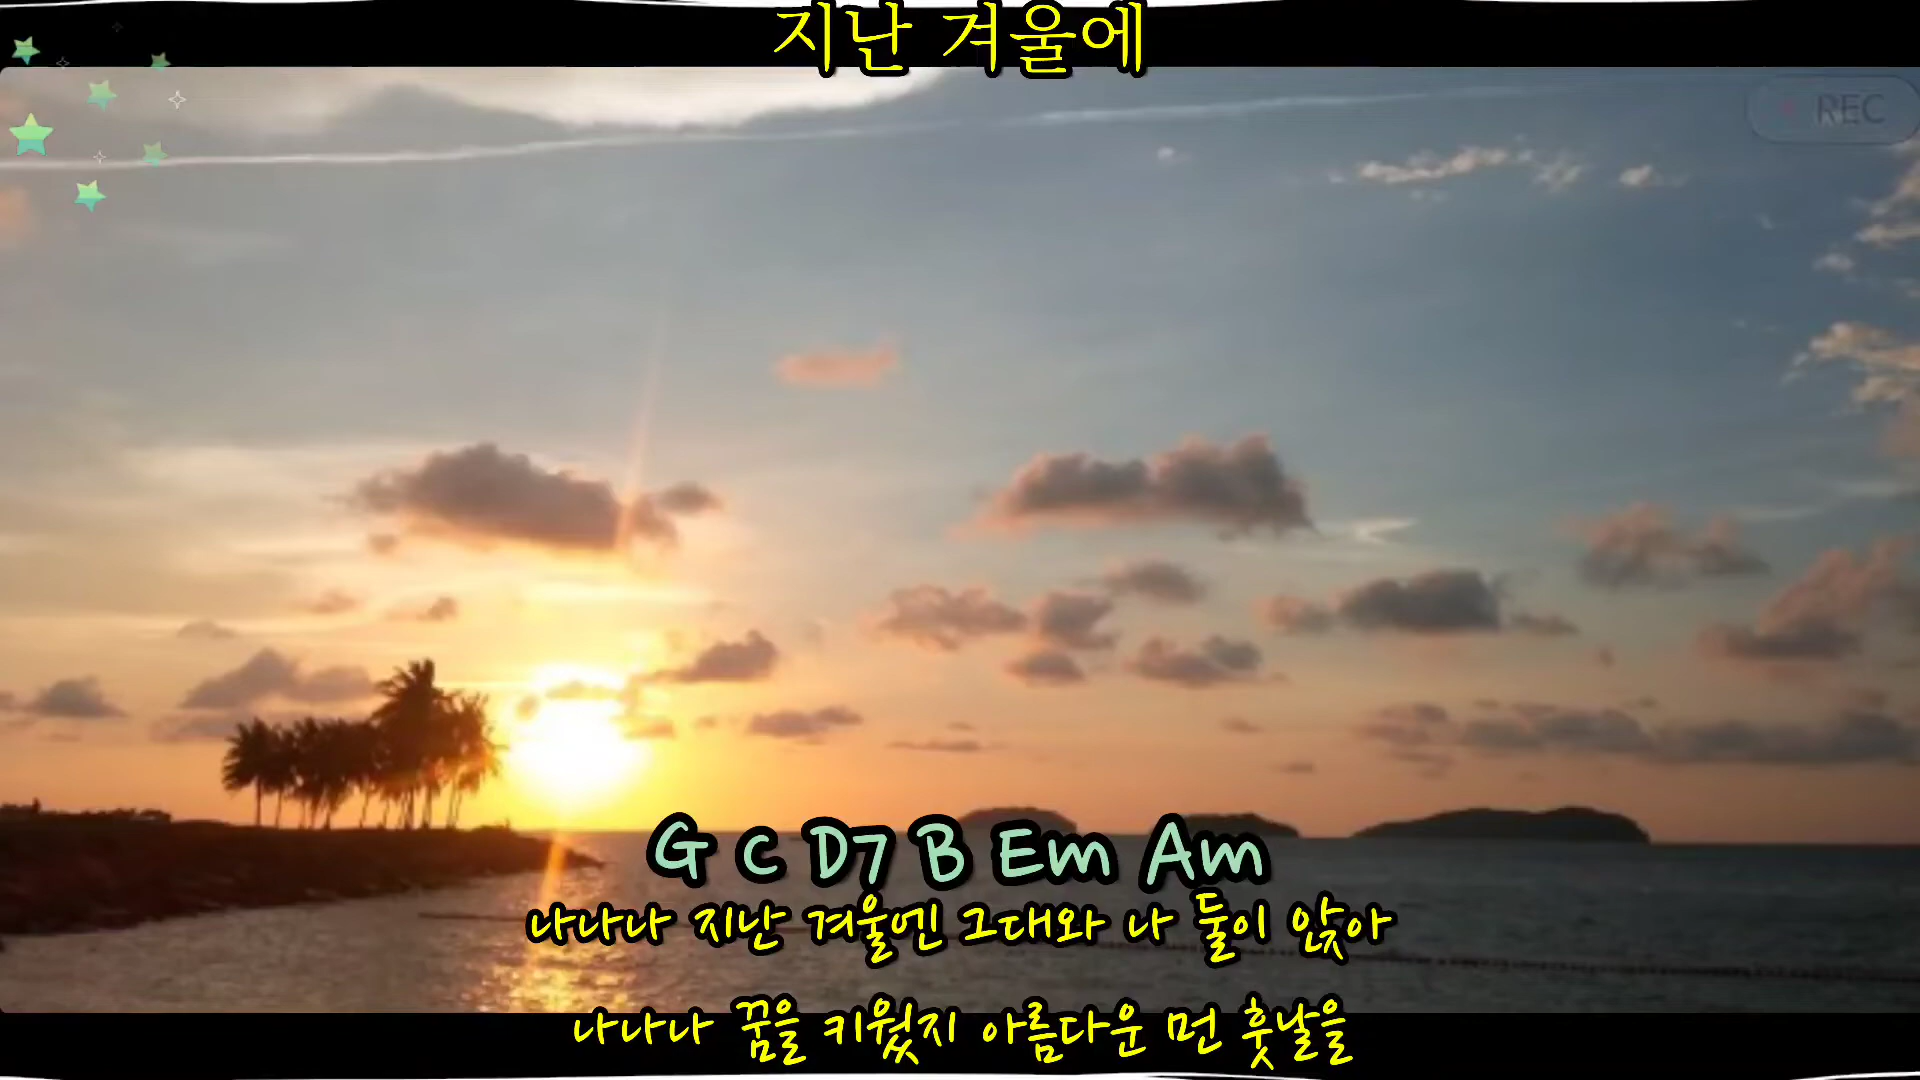 지난 겨울에
REC
G C D7 B Em Am
나나나 지난 겨울엔 그대와 나 둘이 앉아
나나나 꿈을 키웠지 아름다운 먼 훗날을